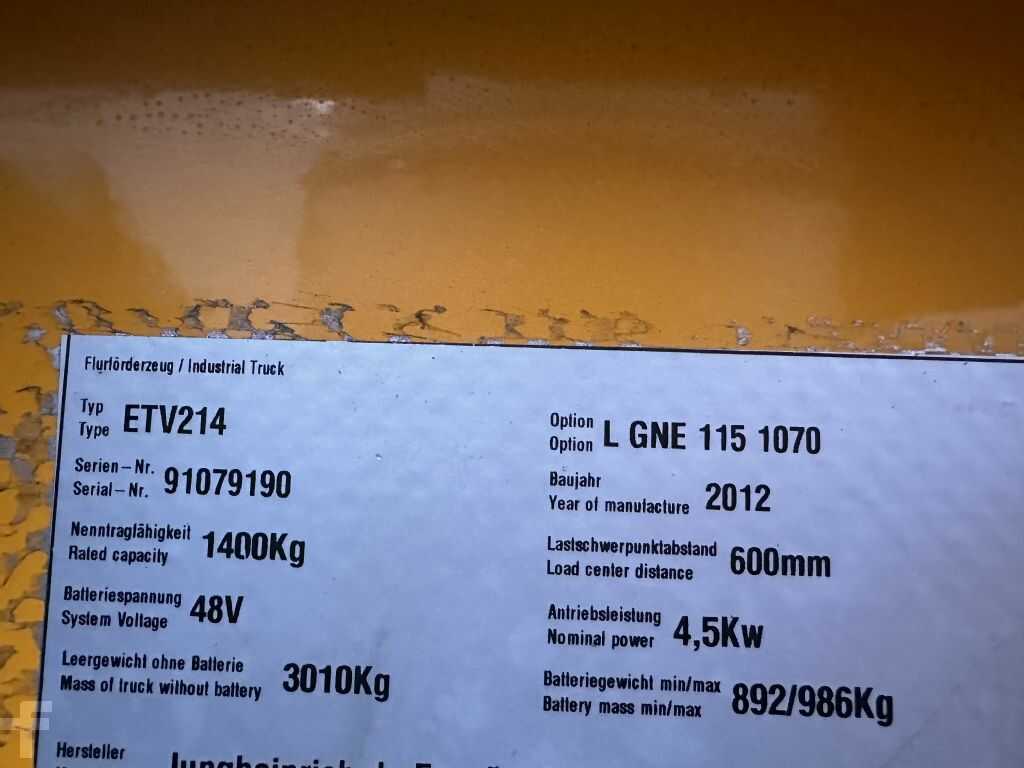 Flurförderzeug / Industrial Truck
Typ
Type ETV214
Option
Option L GNE 115 1070
Serien-Nr.
Serial-Nr. 91079190
Baujahr
Year of manufacture 2012
Nenntragfähigkeit
Rated capacity 1400Kg
Lastschwerpunktabstand
Load center distance 600mm
Batteriespannung
System Voltage 48V
Antriebsleistung
Nominal power 4,5Kw
Leergewicht ohne Batterie
Mass of truck without battery 3010Kg
Batteriegewicht min/max
Battery mass min/max 892/986Kg
Hersteller
F